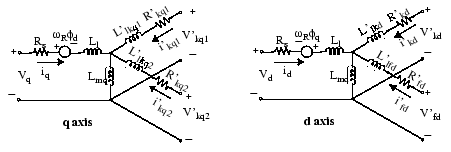 L'lkq1 R'kq1
+ Rs ωRφd Ll + V'kq1
i'kq1
Vq iq Lmq L'lkq2 R'kq2
i'kq2 + V'kq2
q axis
L'lkd R'kd
+ Rs ωRφq Ll + V'kd
i'kd
Vd id Lmd L'lfd R'fd
i'fd + V'fd
d axis